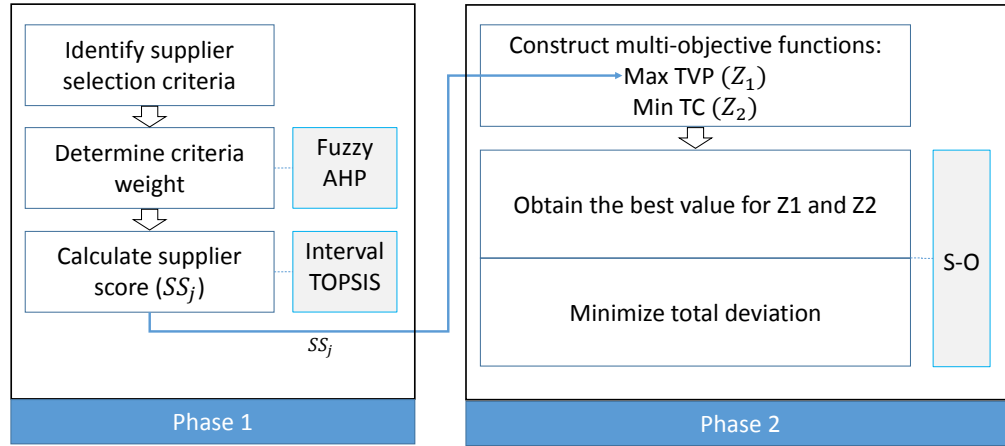 Identify supplier
selection criteria
Determine criteria
weight
Fuzzy
AHP
Calculate supplier
score (𝑆𝑆𝑗)
Interval
TOPSIS
𝑆𝑆𝑗
Phase 1
Construct multi-objective functions:
Max TVP (𝑍1)
Min TC (𝑍2)
Obtain the best value for Z1 and Z2
Minimize total deviation
S-O
Phase 2